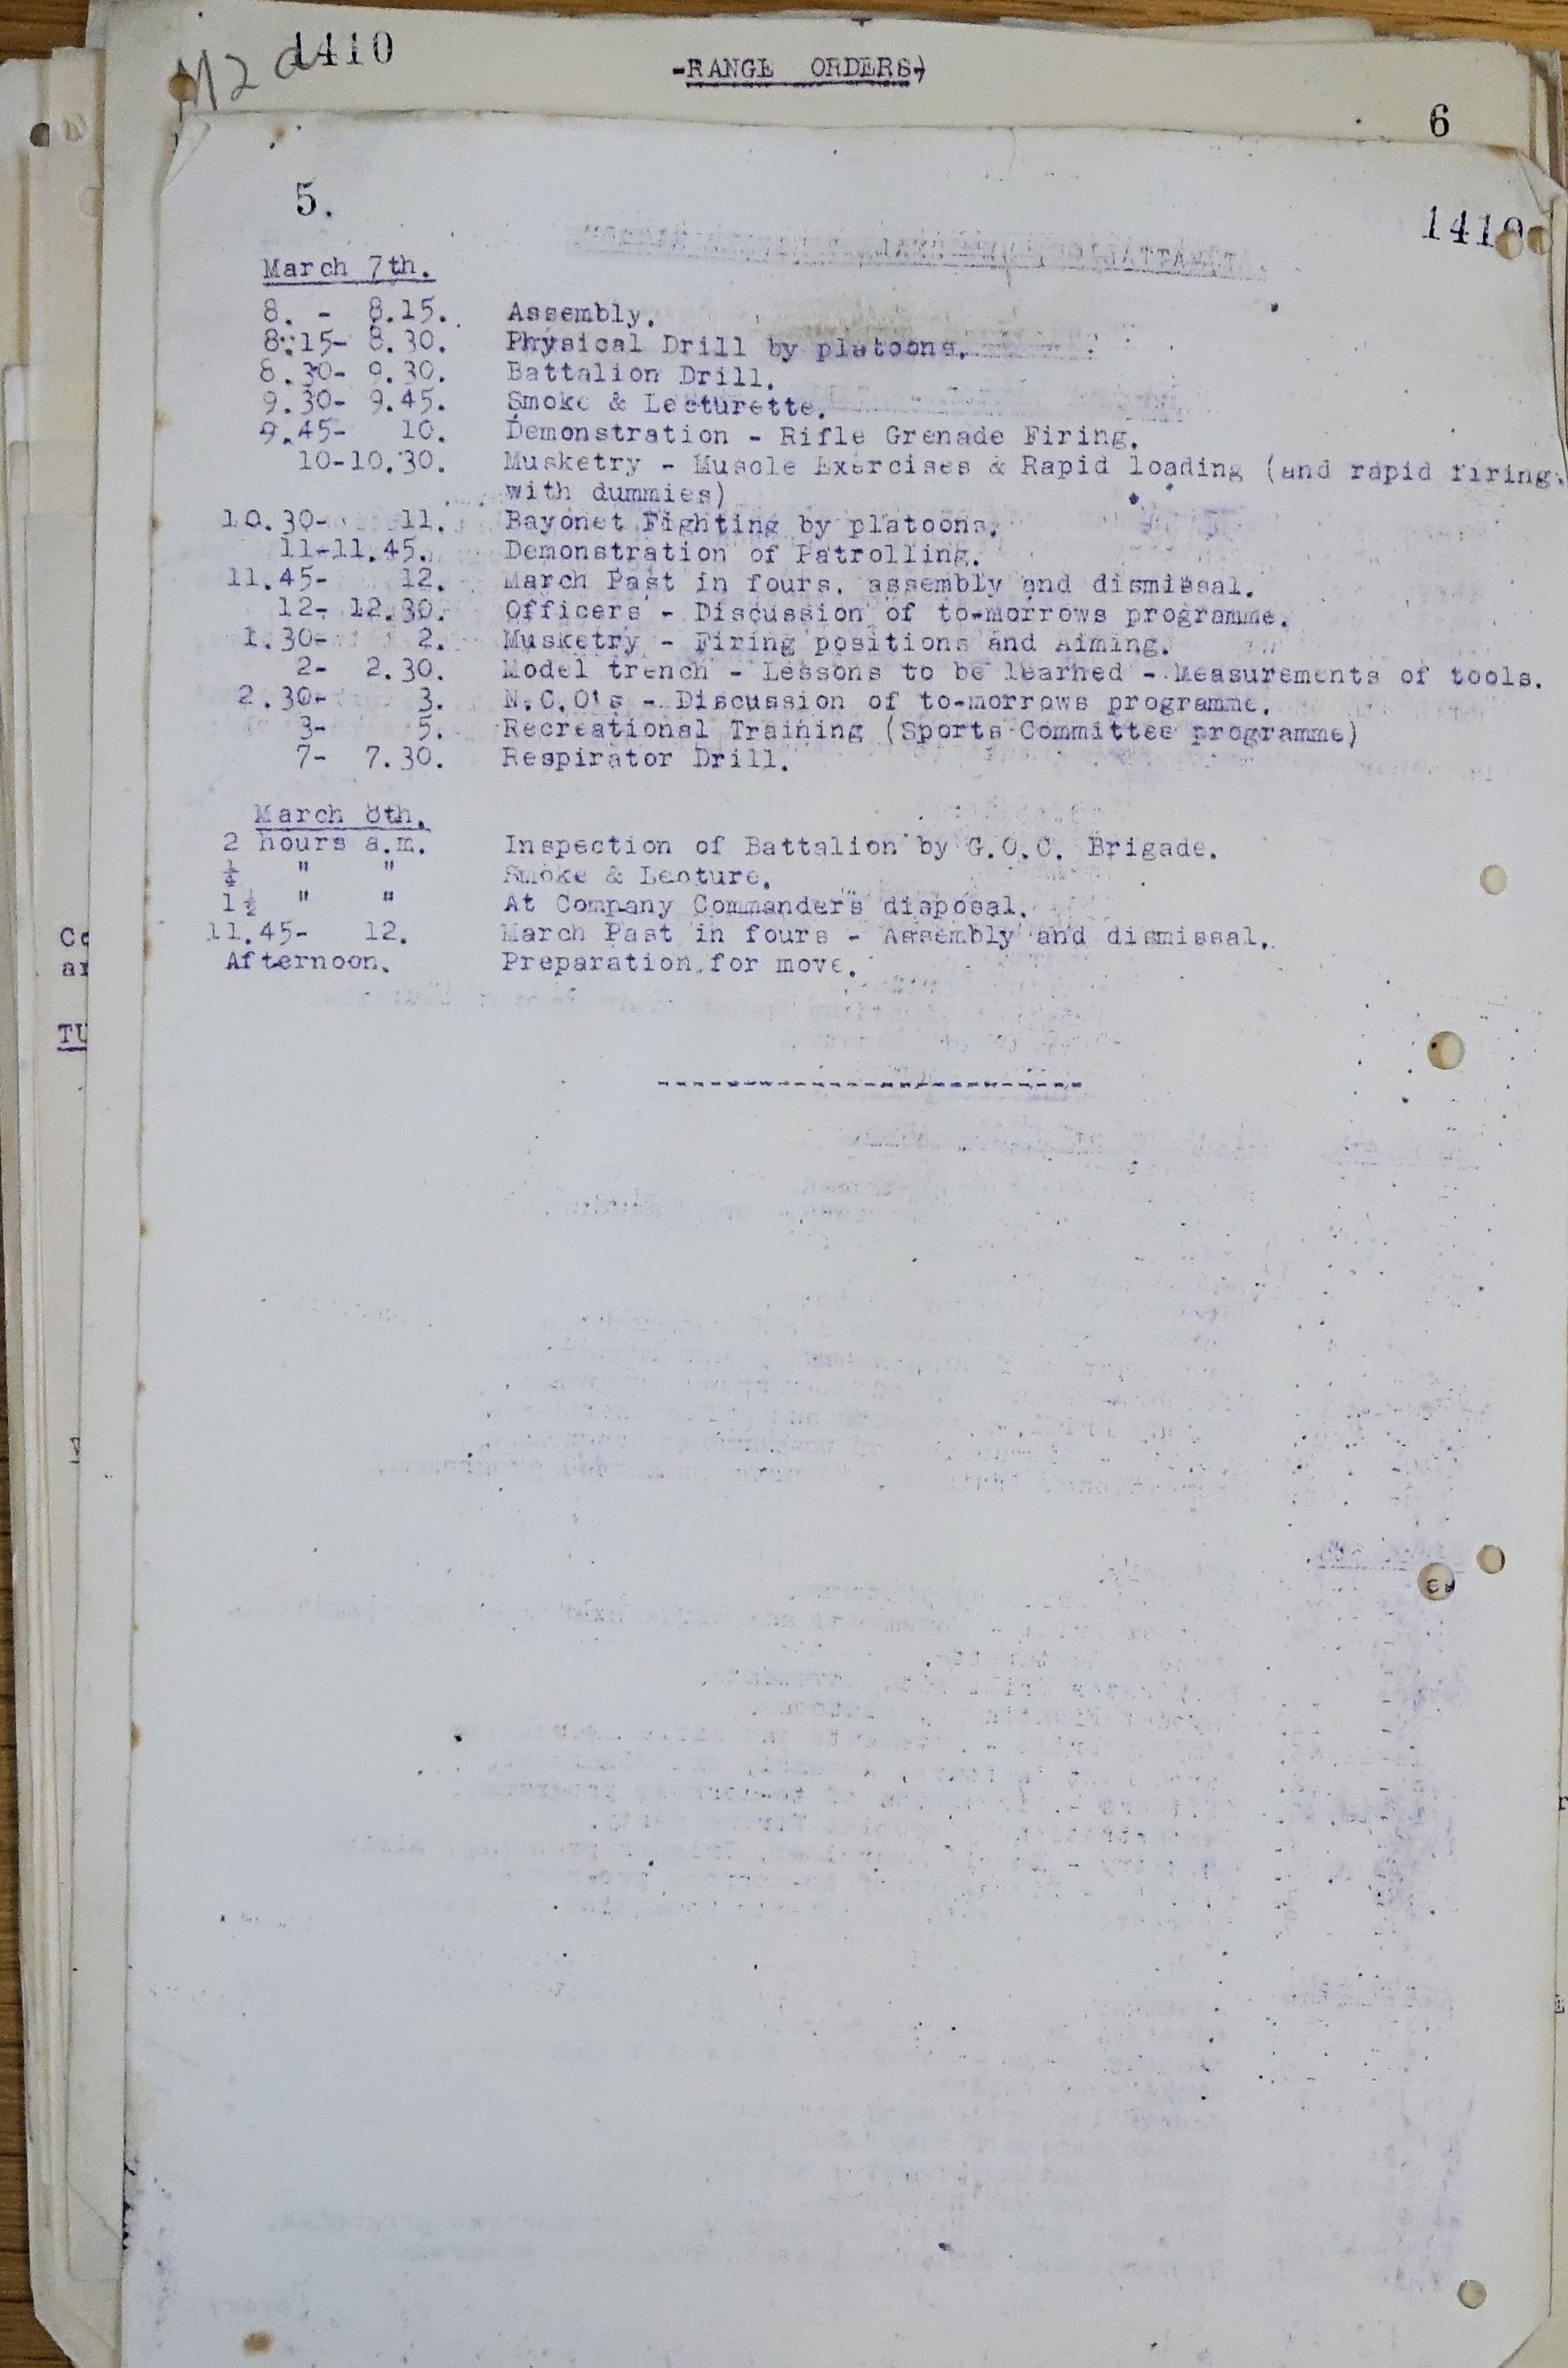 M2 d 1410
-RANGE ORDERS-)
6
5.
1410
March 7th.
8. - 8.15. Assembly.
8.15- 8.30. Physical Drill by platoons.
8.30- 9.30. Battalion Drill.
9.30- 9.45. Smoke & Lecturette.
9.45- 10. Demonstration - Rifle Grenade Firing.
10-10.30. Musketry - Muscle Exercises & Rapid loading (and rapid firing
with dummies)
10.30- 11. Bayonet Fighting by platoons.
11-11.45. Demonstration of Patrolling.
11.45- 12. March Past in fours, assembly and dismissal.
12- 12.30. Officers - Discussion of to-morrows programme.
1.30- 2. Musketry - Firing positions and Aiming.
2- 2.30. Model trench - Lessons to be learned - Measurements of tools.
2.30- 3. N.C.O's - Discussion of to-morrows programme.
3- 5. Recreational Training (Sports Committee programme)
7- 7.30. Respirator Drill.
March 8th.
2 hours a.m. Inspection of Battalion by G.O.C. Brigade.
¼ " " Smoke & Lecture.
1½ " " At Company Commander's disposal.
11.45- 12. March Past in fours - Assembly and dismissal.
Afternoon. Preparation for move.
------------------------